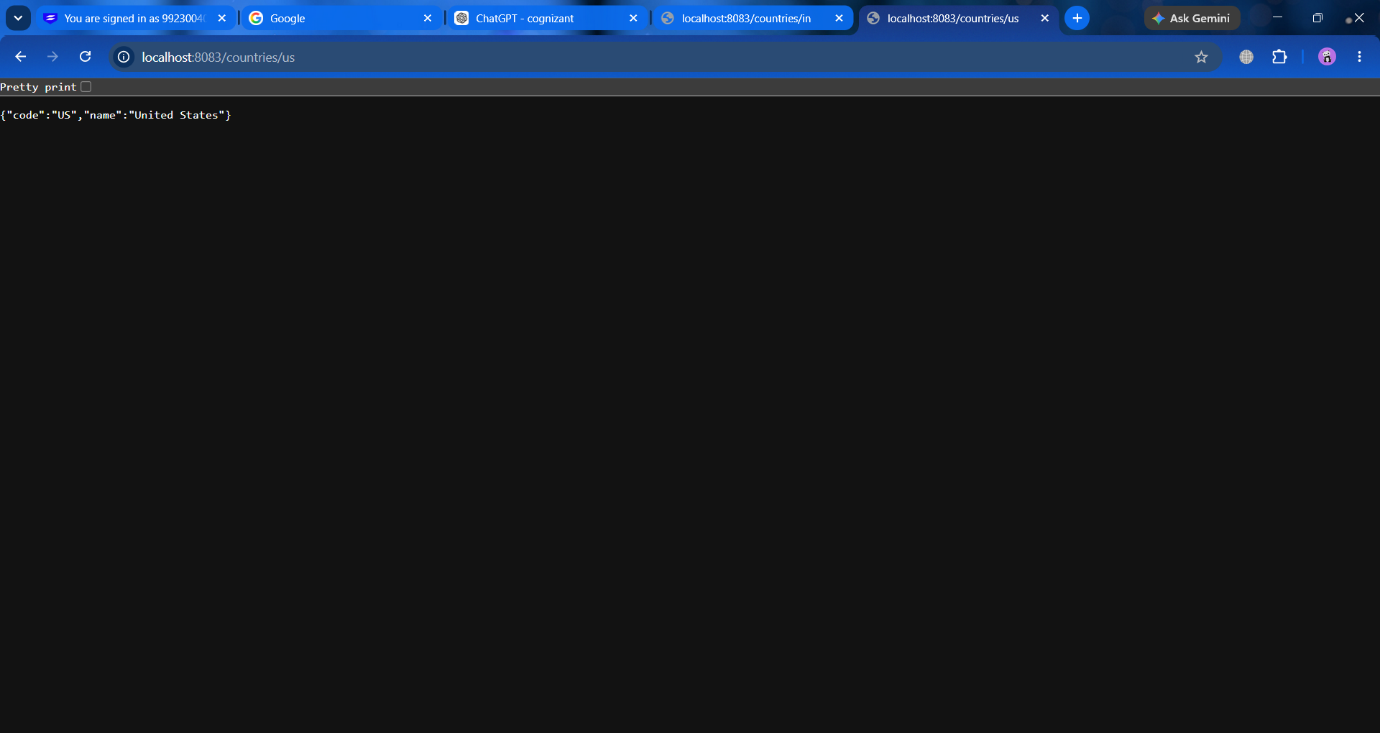 You are signed in as 9923004
Google
ChatGPT - cognizant
localhost:8083/countries/in
localhost:8083/countries/us
Ask Gemini
localhost:8083/countries/us
Pretty print
{"code":"US","name":"United States"}